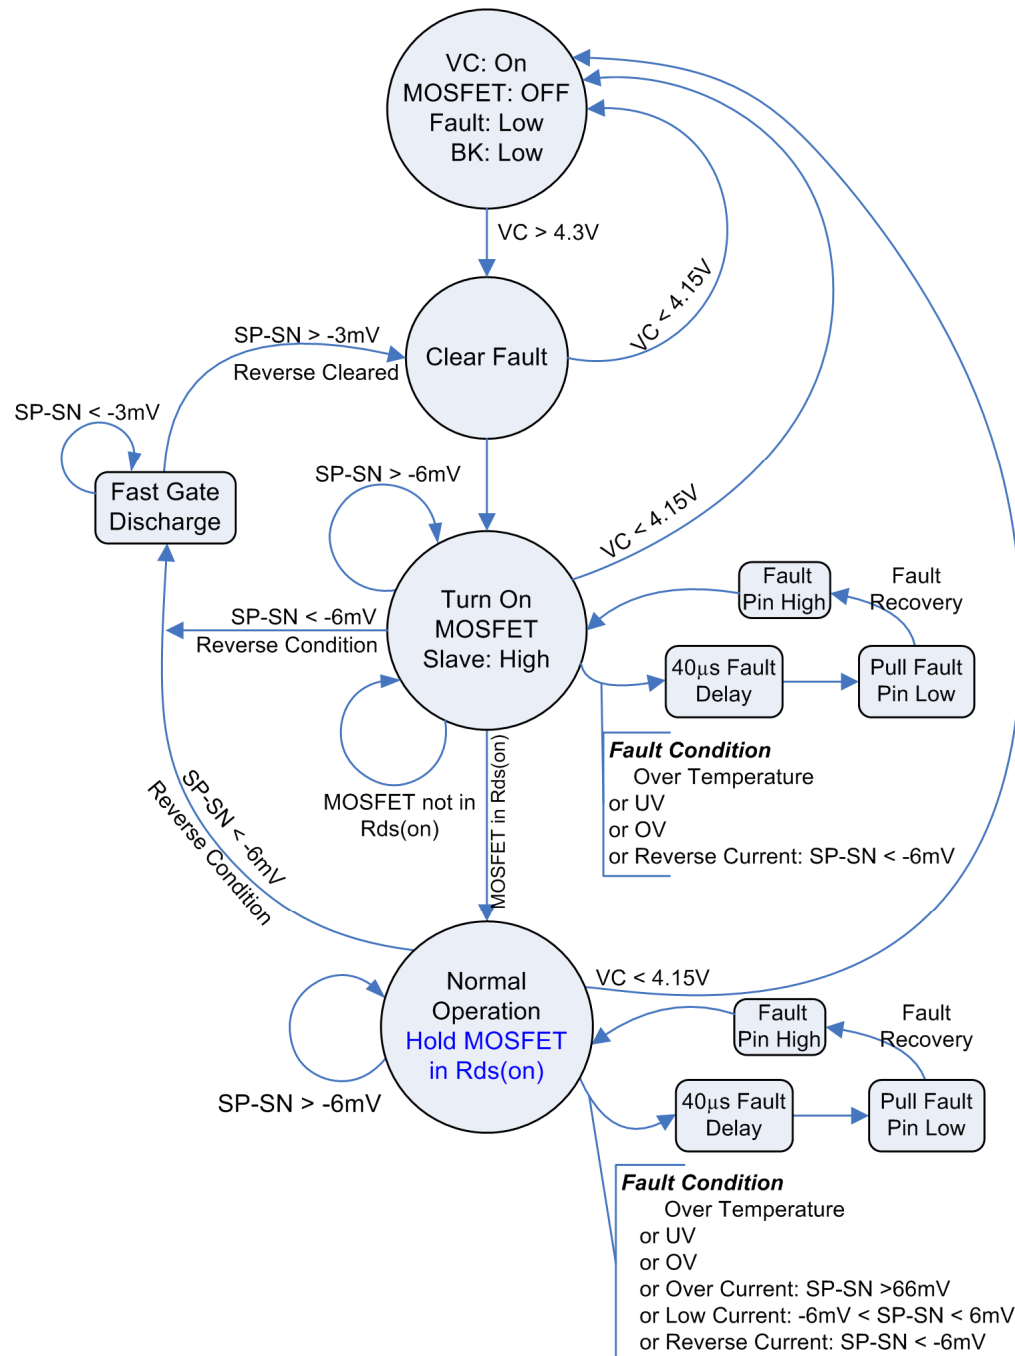 VC: On
MOSFET: OFF
Fault: Low
BK: Low
VC > 4.3V
VC < 4.15V
SP-SN > -3mV
Reverse Cleared
Clear Fault
SP-SN < -3mV
Fast Gate
Discharge
SP-SN > -6mV
VC < 4.15V
SP-SN < -6mV
Reverse Condition
Turn On
MOSFET
Slave: High
Fault
Pin High
Fault
Recovery
40µs Fault
Delay
Pull Fault
Pin Low
Fault Condition
Over Temperature
or UV
or OV
or Reverse Current: SP-SN < -6mV
MOSFET not in
Rds(on)
MOSFET in Rds(on)
SP-SN < -6mV
Reverse Condition
Normal
Operation
Hold MOSFET
in Rds(on)
VC < 4.15V
SP-SN > -6mV
Fault
Pin High
Fault
Recovery
40µs Fault
Delay
Pull Fault
Pin Low
Fault Condition
Over Temperature
or UV
or OV
or Over Current: SP-SN >66mV
or Low Current: -6mV < SP-SN < 6mV
or Reverse Current: SP-SN < -6mV